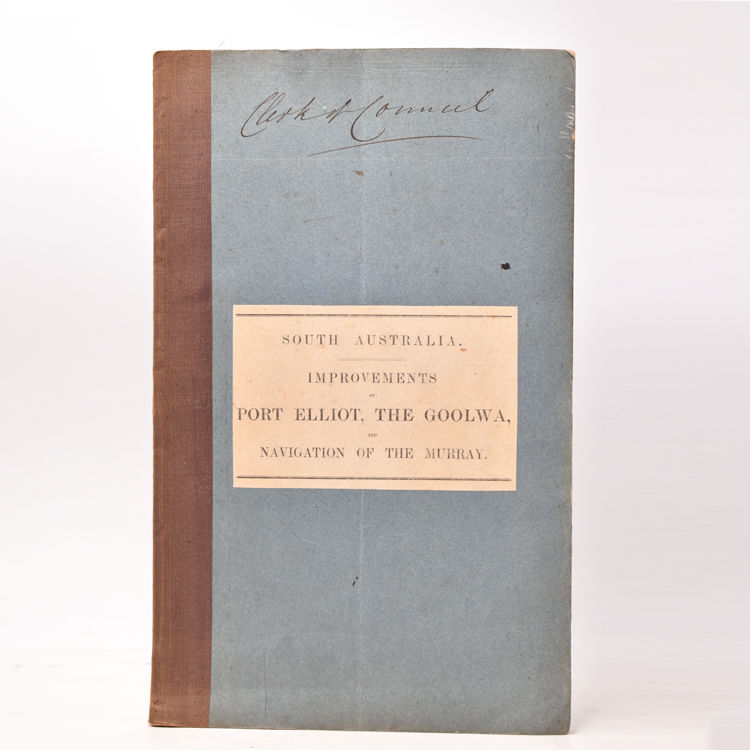 Clerk of Council
SOUTH AUSTRALIA.
IMPROVEMENTS
AT
PORT ELLIOT, THE GOOLWA,
AND
NAVIGATION OF THE MURRAY.